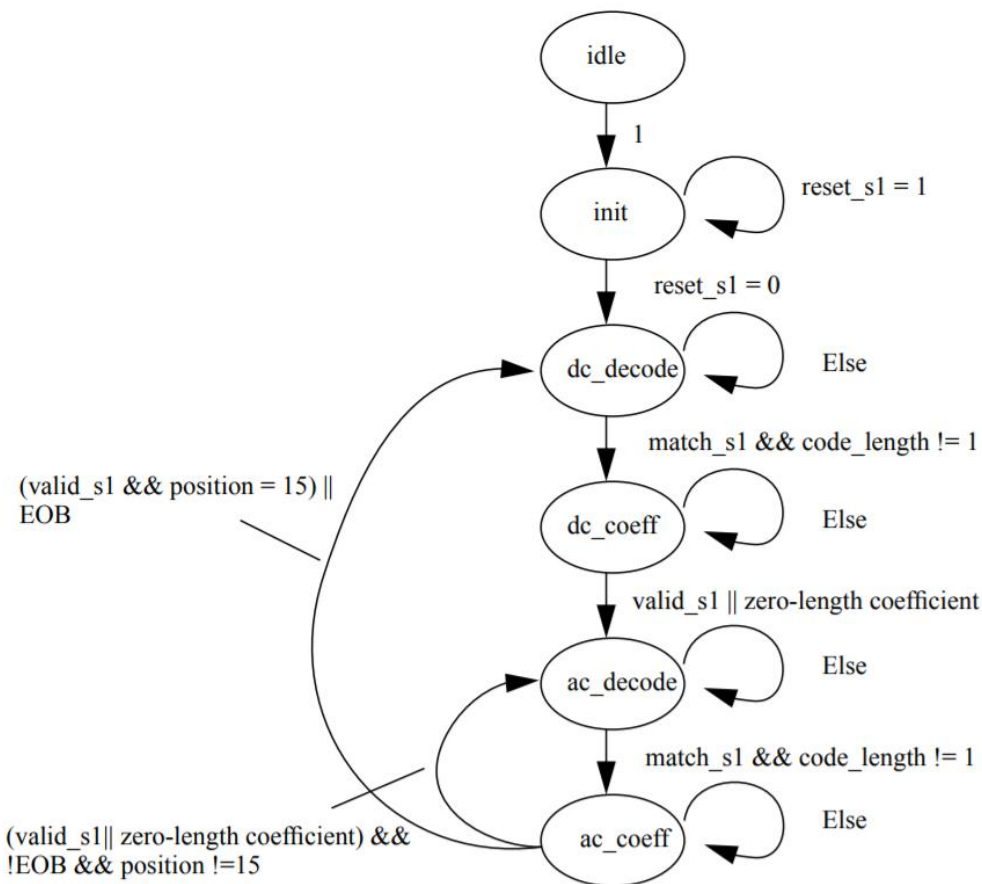 idle
1
init
reset_s1 = 1
reset_s1 = 0
dc_decode
Else
match_s1 && code_length != 1
(valid_s1 && position = 15) ||
EOB
dc_coeff
Else
valid_s1 || zero-length coefficient
ac_decode
Else
match_s1 && code_length != 1
(valid_s1|| zero-length coefficient) &&
!EOB && position !=15
ac_coeff
Else